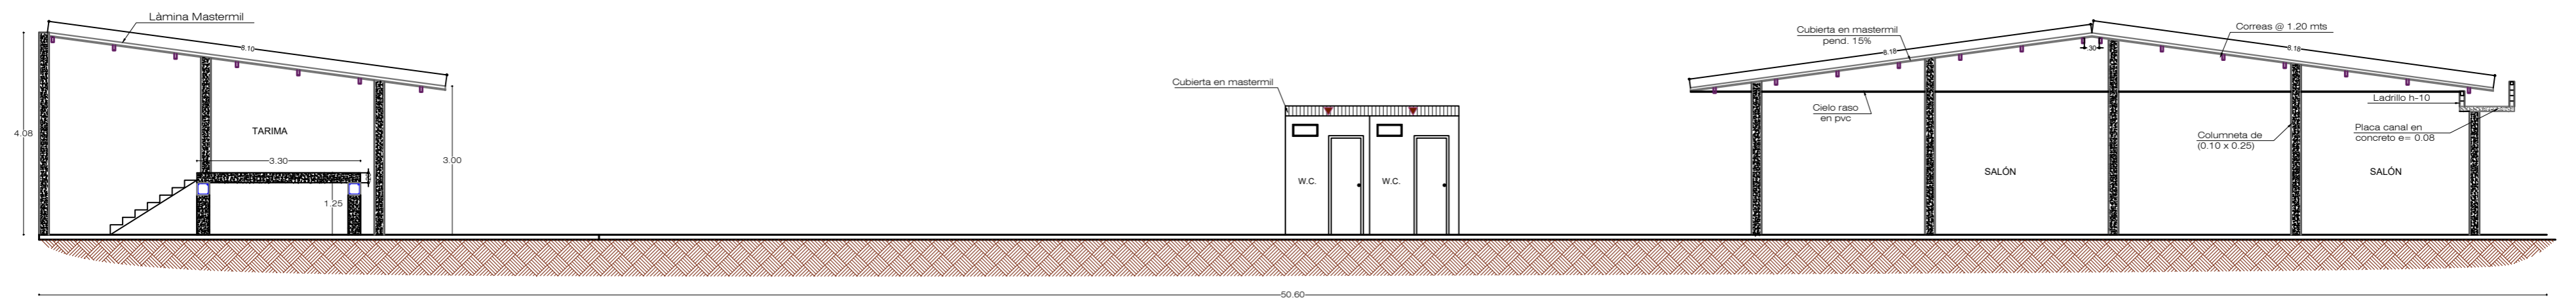 Làmina Mastermil
8.10
4.08
TARIMA
3.30
1.25
3.00
Cubierta en mastermil
W.C.
W.C.
Cubierta en mastermil
pend. 15%
8.18
.30
Correas @ 1.20 mts
8.18
Cielo raso
en pvc
SALÓN
Columneta de
(0.10 x 0.25)
Ladrillo h-10
Placa canal en
concreto e= 0.08
SALÓN
50.60